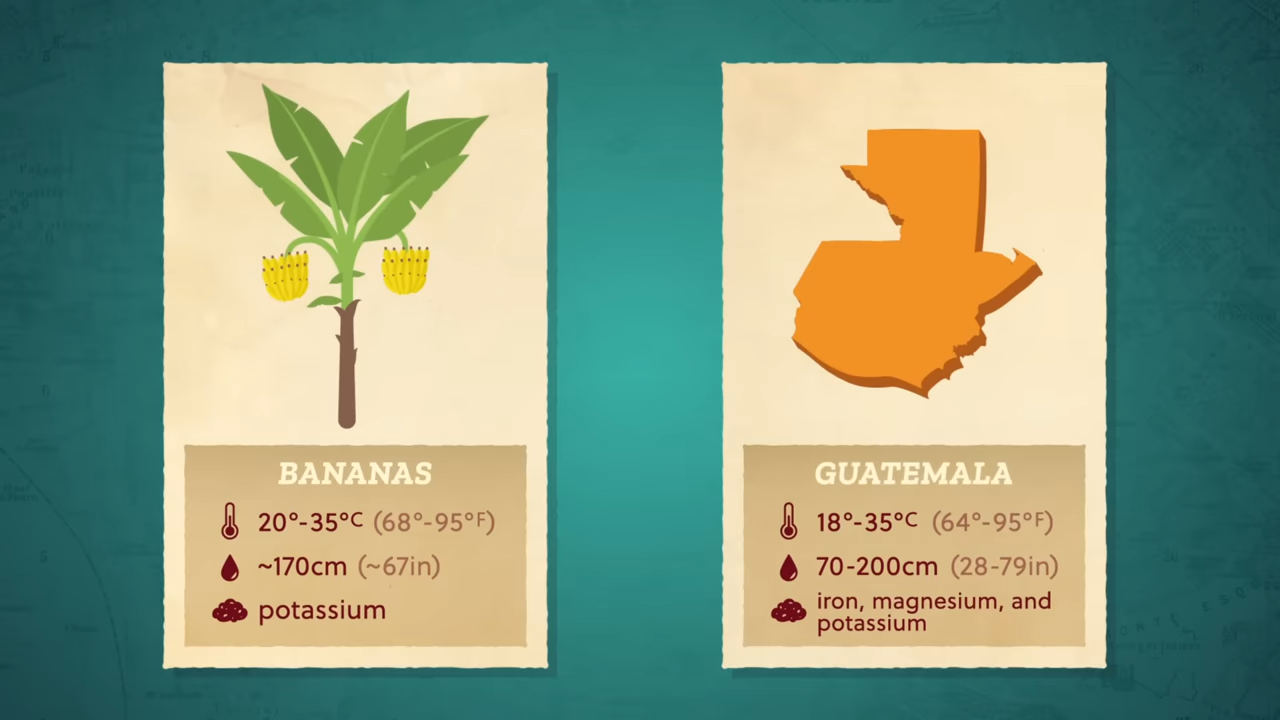 BANANAS
20°-35°C (68°-95°F)
~170cm (~67in)
potassium
GUATEMALA
18°-35°C (64°-95°F)
70-200cm (28-79in)
iron, magnesium, and
potassium